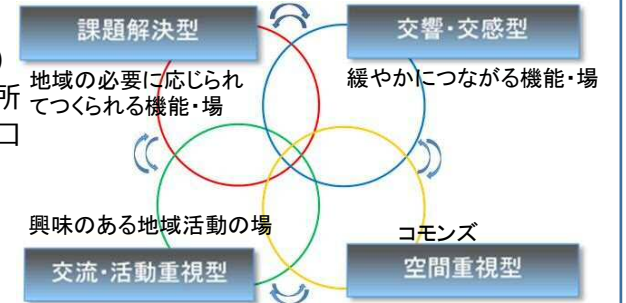 課題解決型
交響・交感型
）
地域の必要に応じられ
緩やかにつながる機能・場
所
てつくられる機能・場
口
興味のある地域活動の場
コモンズ
交流・活動重視型
空間重視型